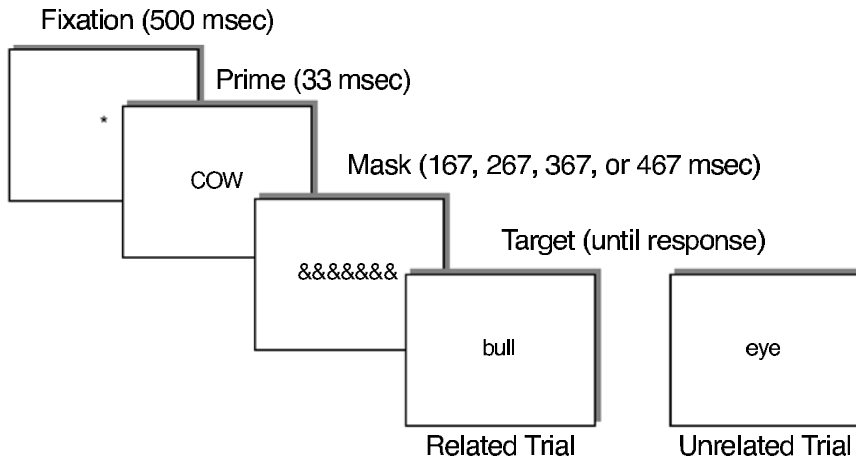 Fixation (500 msec)
*
Prime (33 msec)
COW
Mask (167, 267, 367, or 467 msec)
&&&&&&&
Target (until response)
bull
eye
Related Trial
Unrelated Trial